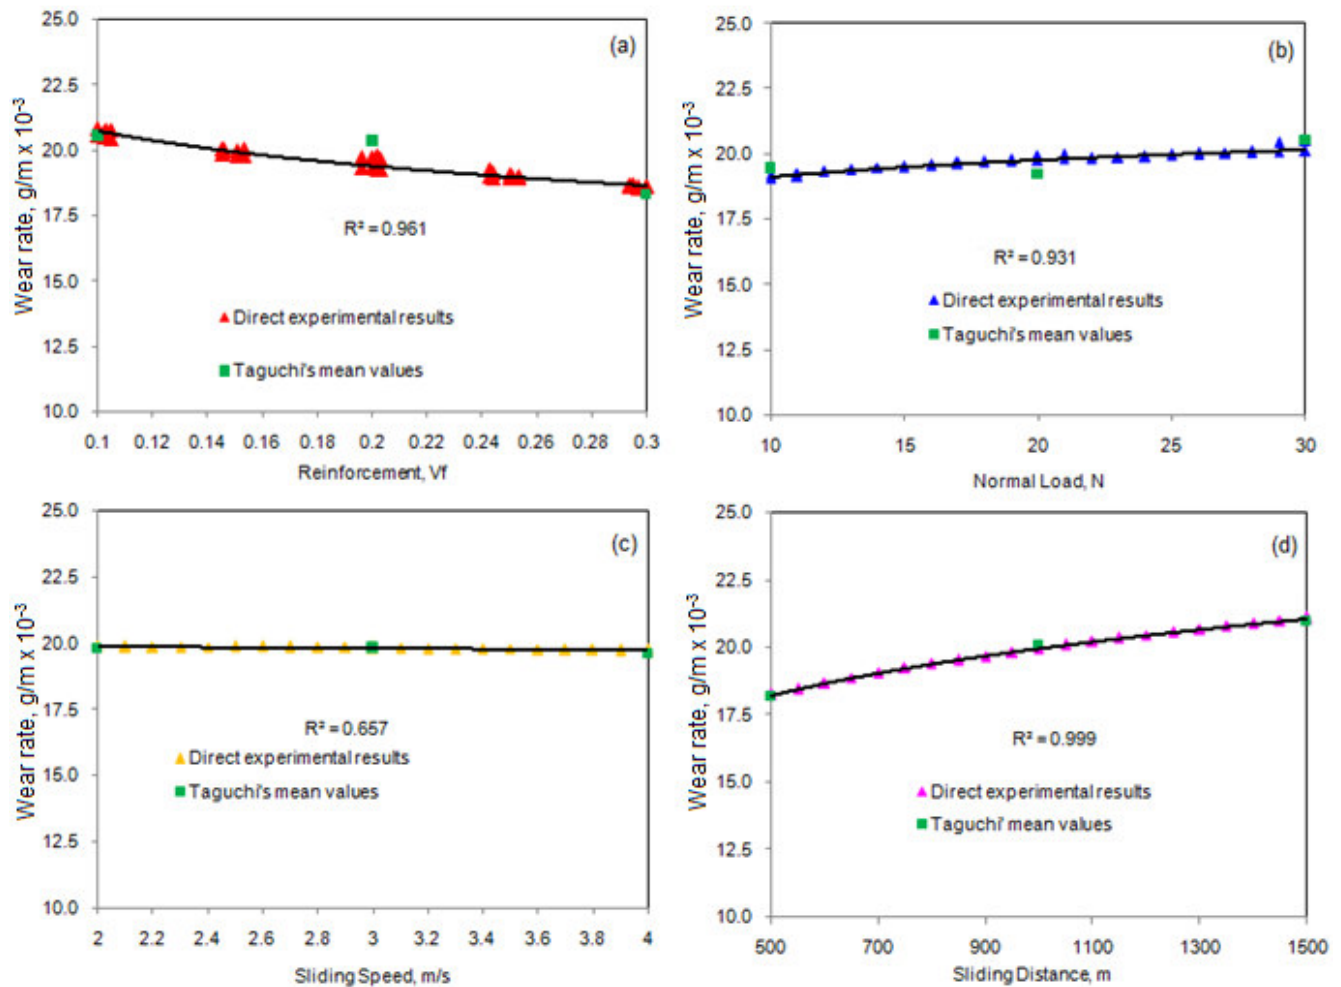 25.0
22.5
20.0
17.5
15.0
12.5
10.0
Wear rate, g/m x 10⁻³
(a)
R² = 0.961
Direct experimental results
Taguchi's mean values
0.1 0.12 0.14 0.16 0.18 0.2 0.22 0.24 0.26 0.28 0.3
Reinforcement, Vf
25.0
22.5
20.0
17.5
15.0
12.5
10.0
Wear rate, g/m x 10⁻³
(b)
R² = 0.931
Direct experimental results
Taguchi's mean values
10 15 20 25 30
Normal Load, N
25.0
22.5
20.0
17.5
15.0
12.5
10.0
Wear rate, g/m x 10⁻³
(c)
R² = 0.657
Direct experimental results
Taguchi's mean values
2 2.2 2.4 2.6 2.8 3 3.2 3.4 3.6 3.8 4
Sliding Speed, m/s
25.0
22.5
20.0
17.5
15.0
12.5
10.0
Wear rate, g/m x 10⁻³
(d)
R² = 0.999
Direct experimental results
Taguchi' mean values
500 700 900 1100 1300 1500
Sliding Distance, m